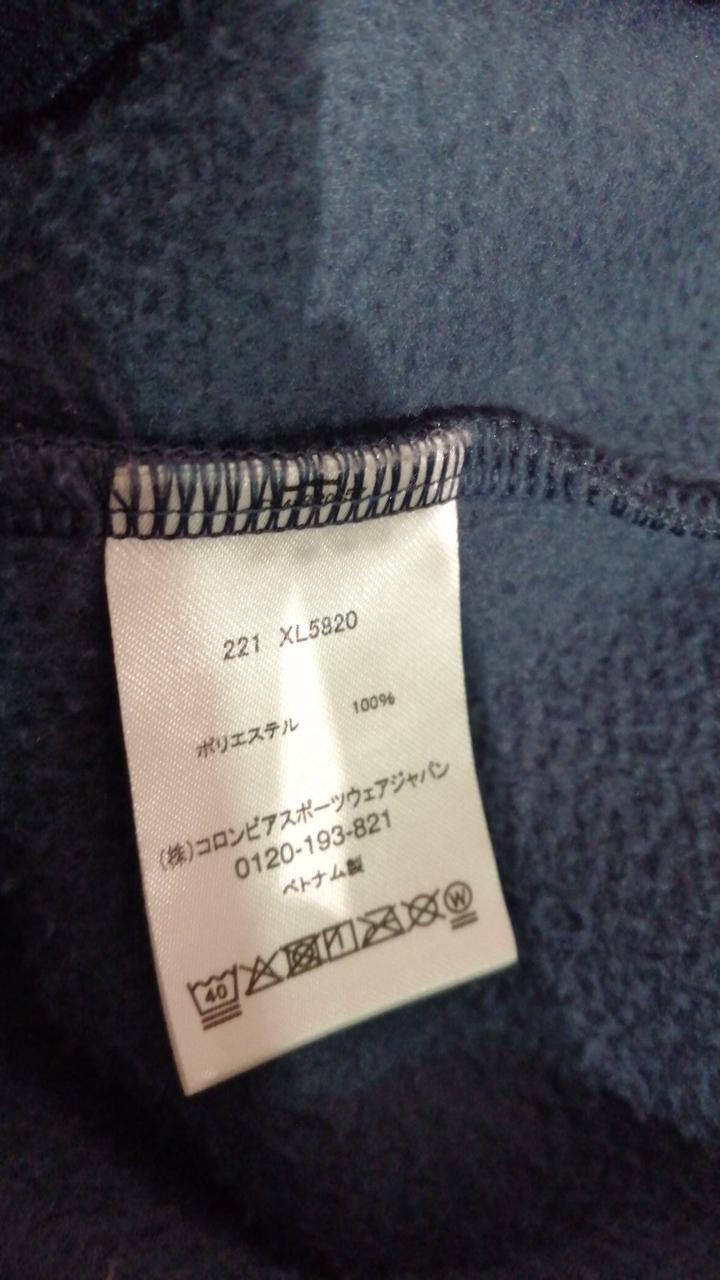 221 XL5820
ポリエステル 100%
(株)コロンビアスポーツウェアジャパン
0120-193-821
ベトナム製
40 W